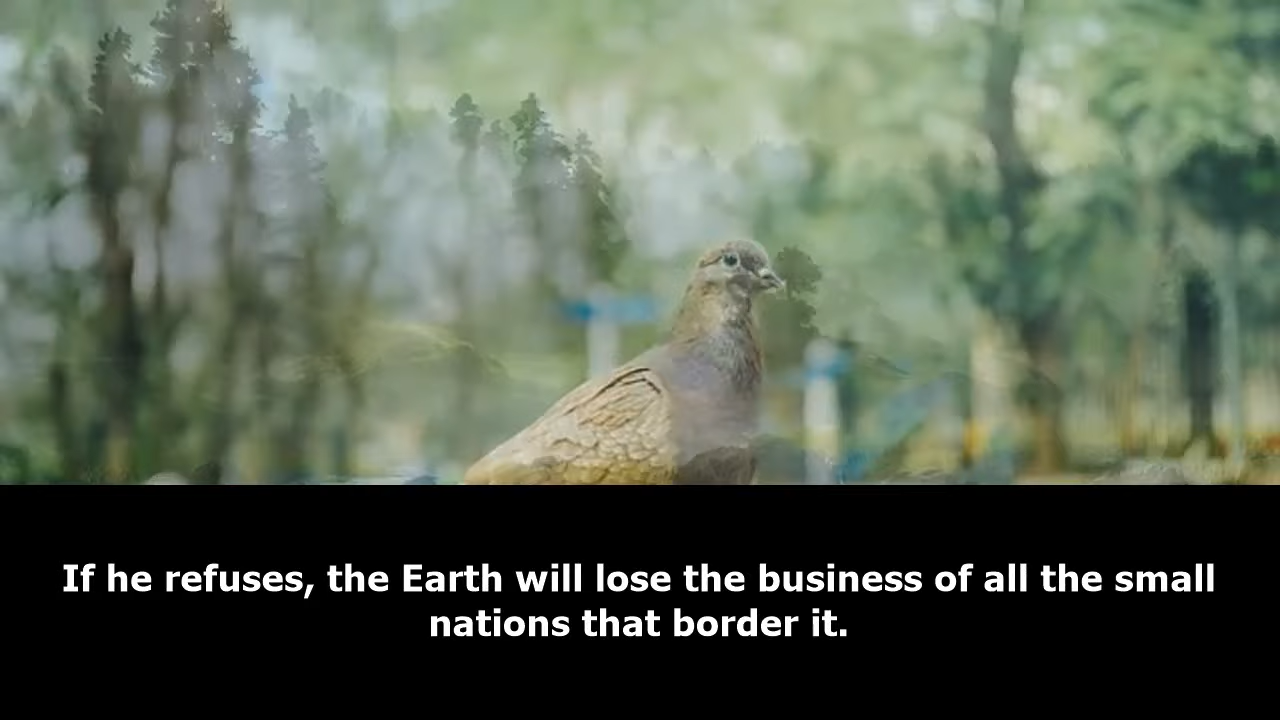 If he refuses, the Earth will lose the business of all the small
nations that border it.